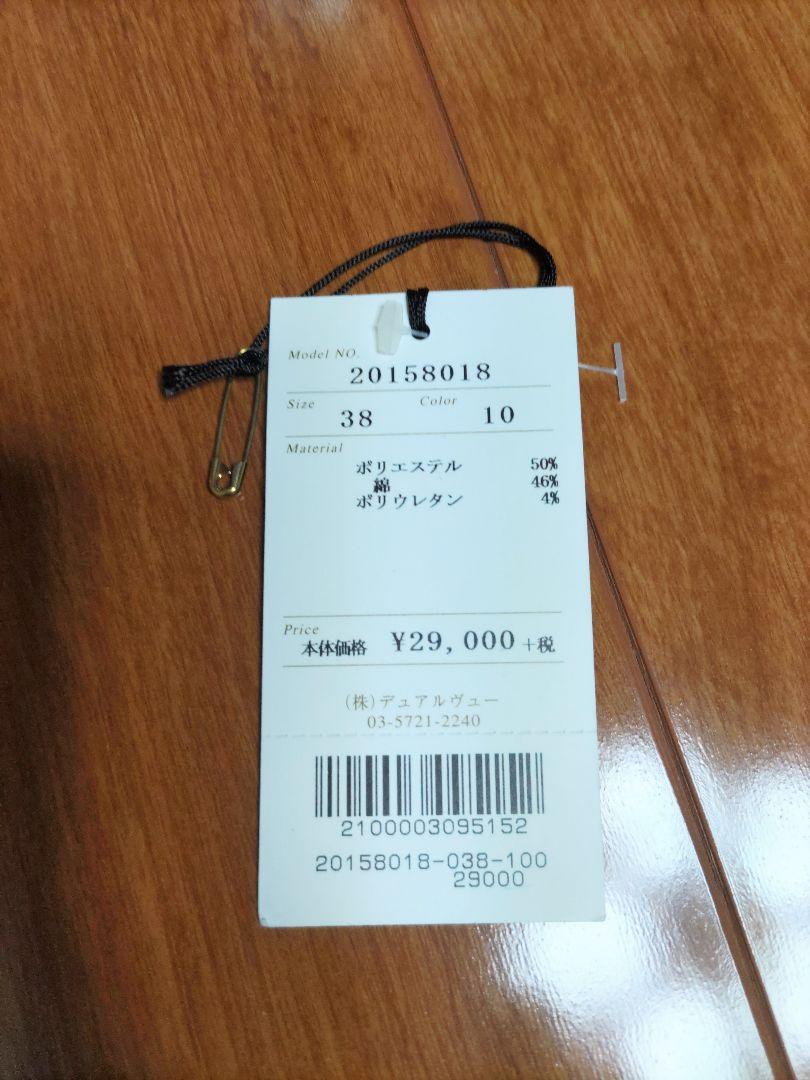 Model NO.
20158018
Size 38 Color 10
Material
ポリエステル 50%
綿 46%
ポリウレタン 4%
Price
本体価格 ¥29,000+税
(株)デュアルヴュー
03-5721-2240
2100003095152
20158018-038-100
29000